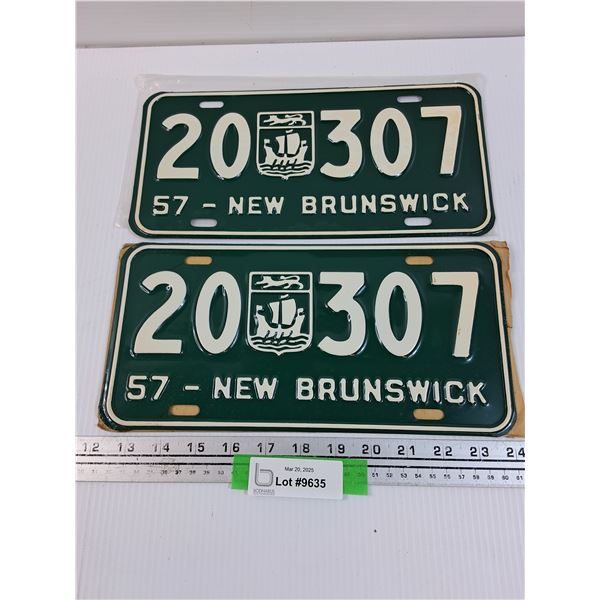 20 307
57 - NEW BRUNSWICK
20 307
57 - NEW BRUNSWICK
12 13 14 15 16 17 18 19 20 21 22 23 24
Mar 20, 2025
Lot #9635
BODNARUS